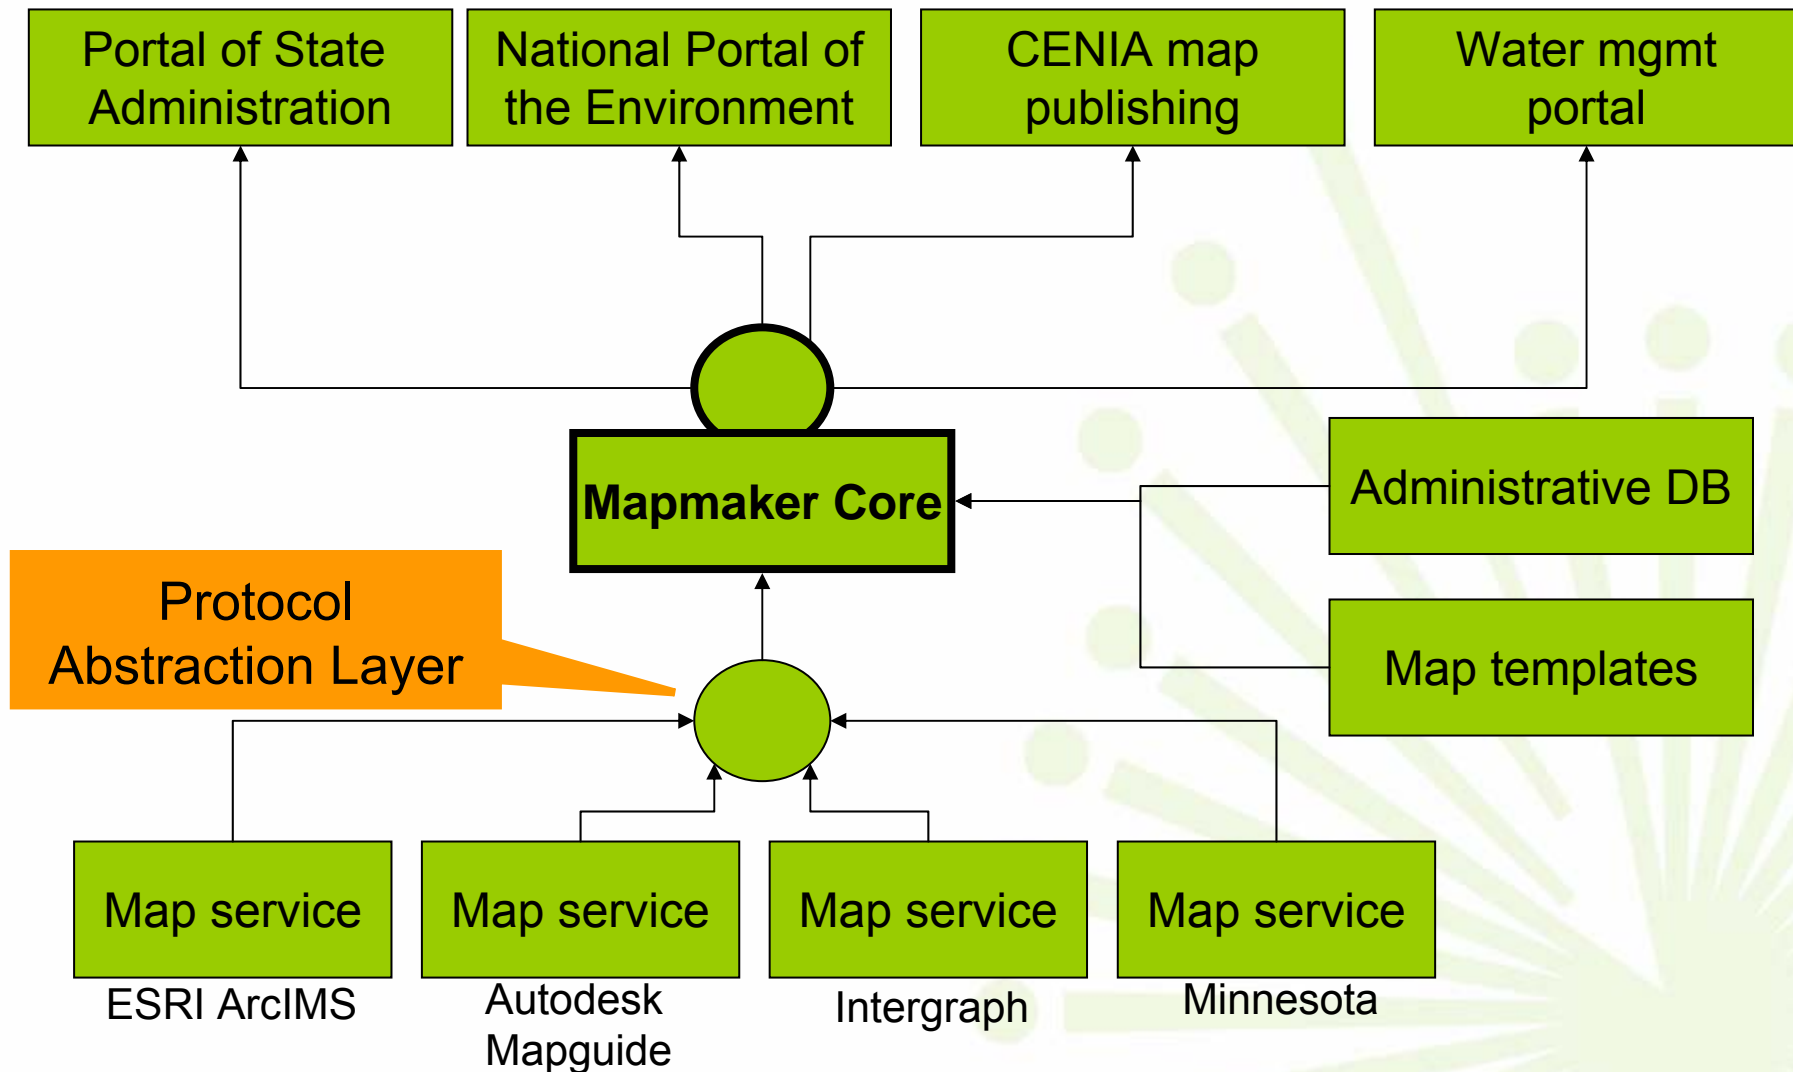 Portal of State
Administration
National Portal of
the Environment
CENIA map
publishing
Water mgmt
portal
Mapmaker Core
Administrative DB
Protocol
Abstraction Layer
Map templates
Map service
Map service
Map service
Map service
ESRI ArcIMS
Autodesk
Mapguide
Intergraph
Minnesota